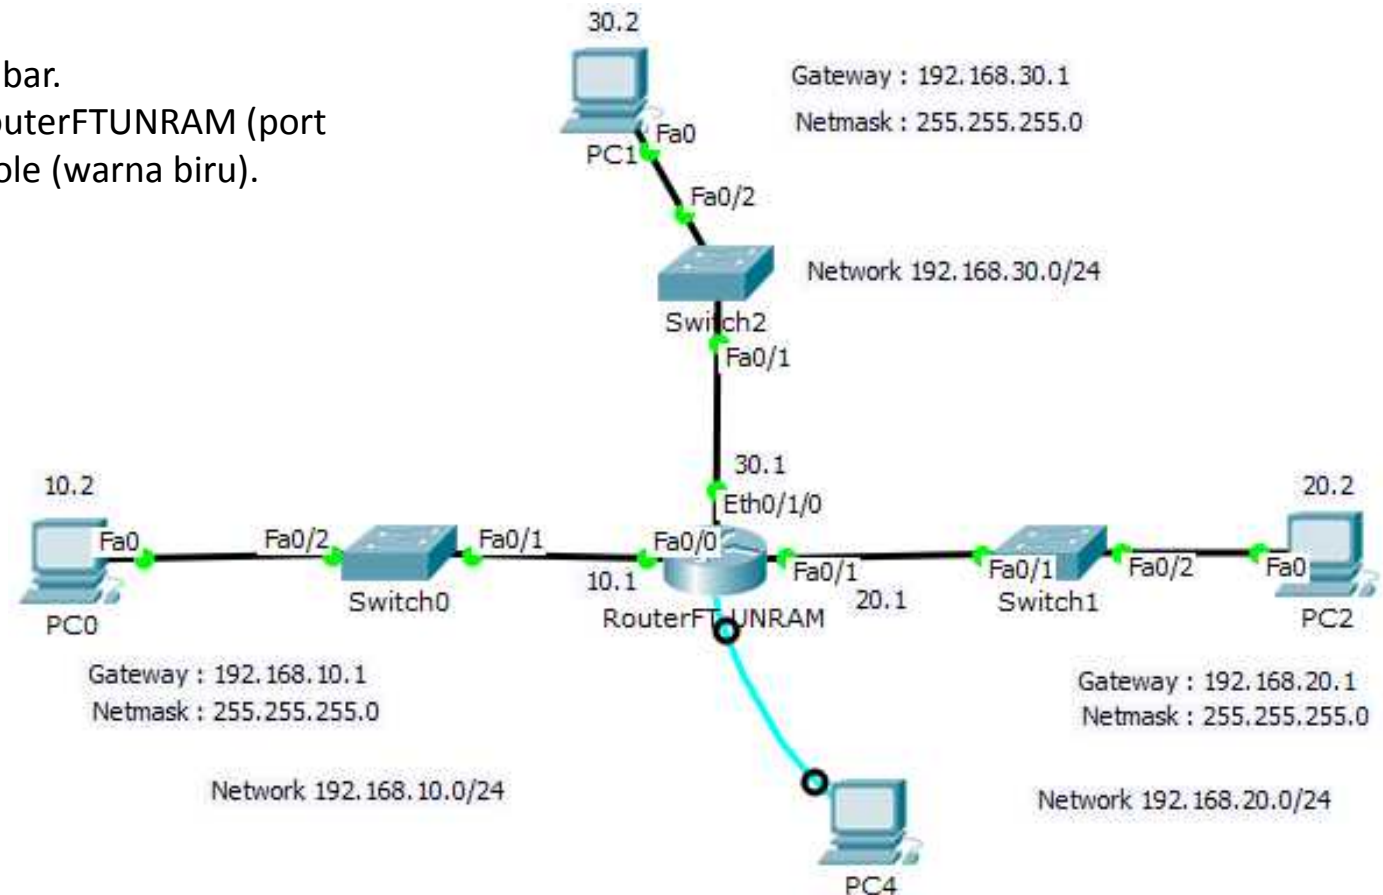 30.2
bar.
Gateway : 192.168.30.1
outerFTUNRAM (port
Netmask : 255.255.255.0
Fa0
PC1
ole (warna biru).
Fa0/2
Network 192.168.30.0/24
Switch2
Fa0/1
30.1
10.2
20.2
Eth0/1/0
Fa0
Fa0/2
Fa0/1
Fa0/0
Fa0/1
Fa0/1
Fa0/2
Fa0
10.1
20.1
Switch0
Switch1
PC0
RouterFT_UNRAM
PC2
Gateway : 192.168.10.1
Netmask : 255.255.255.0
Gateway : 192.168.20.1
Netmask : 255.255.255.0
Network 192.168.10.0/24
Network 192.168.20.0/24
PC4